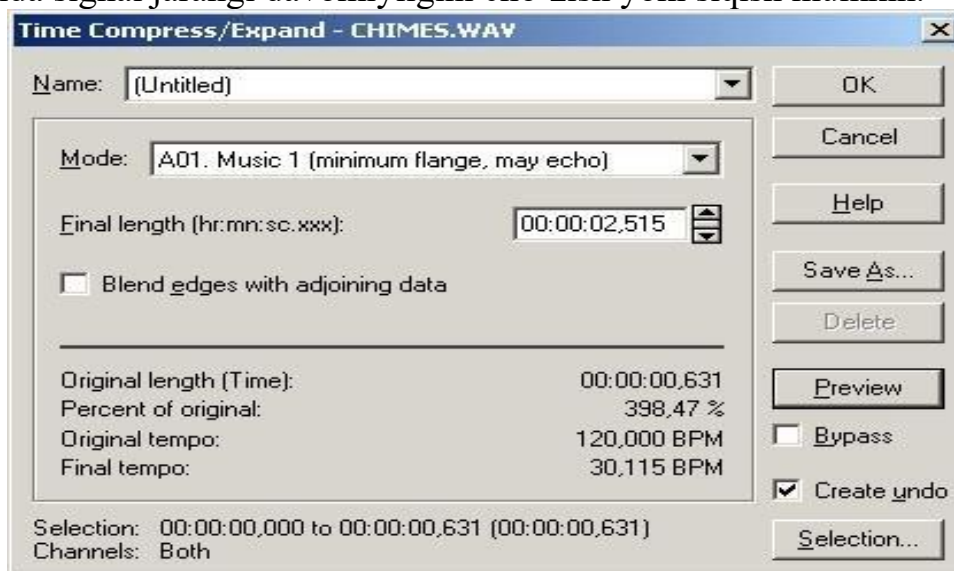 signal jarangi
Time Compress/Expand - CHIMES.WAV
Name: (Untitled)
OK
Cancel
Mode: A01. Music 1 (minimum flange, may echo)
Help
Final length (hr:mn:sc.xxx): 00:00:02,515
Save As...
Blend edges with adjoining data
Delete
Original length (Time): 00:00:00,631
Preview
Percent of original: 398,47 %
Original tempo: 120,000 BPM
Bypass
Final tempo: 30,115 BPM
Create undo
Selection: 00:00:00,000 to 00:00:00,631 (00:00:00,631)
Selection...
Channels: Both